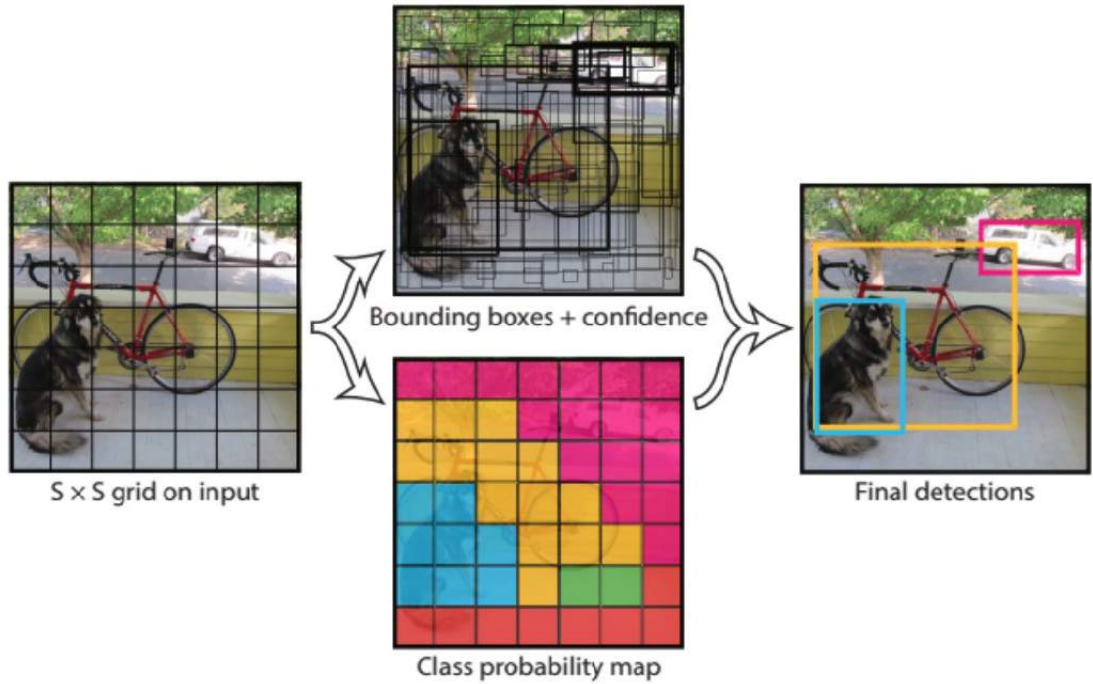 S × S grid on input
Bounding boxes + confidence
Class probability map
Final detections